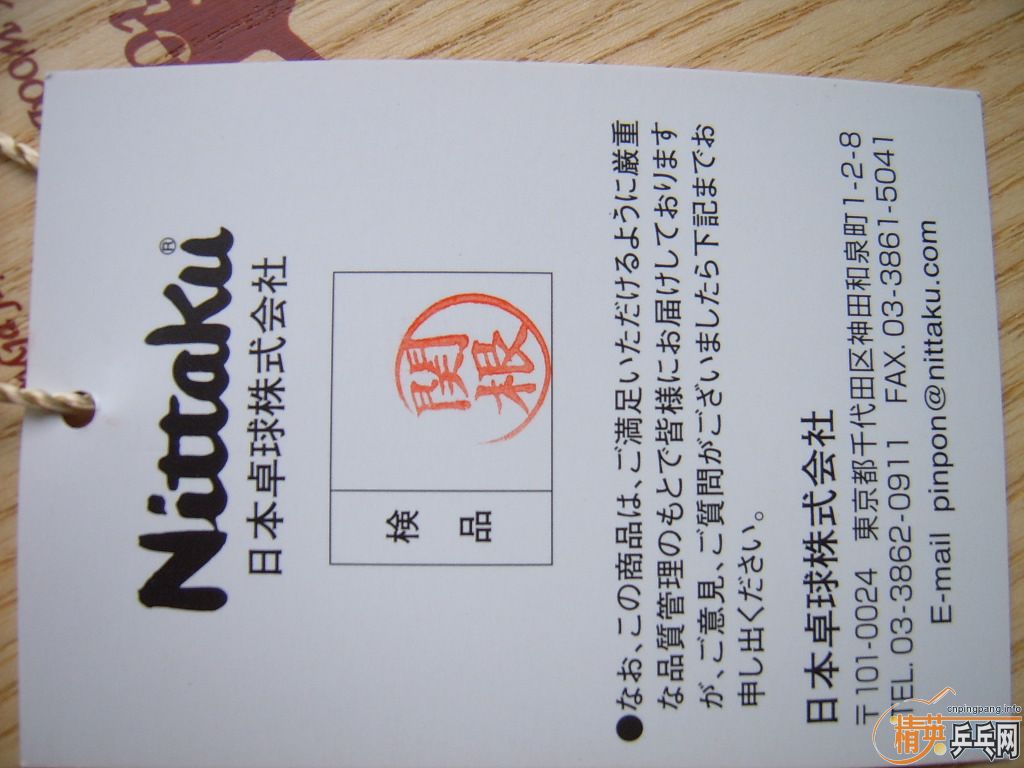 Nittaku®
日本卓球株式会社
検品
関根
●なお、この商品は、ご満足いただけるように厳重
な品質管理のもとで皆様にお届けしております
が、ご意見、ご質問がございましたら下記までお
申し出ください。
日本卓球株式会社
〒101-0024 東京都千代田区神田和泉町1-2-8
TEL.03-3862-0911 FAX.03-3861-5041
E-mail pinpon@nittaku.com
cnpingpang.info
精英乒乓网